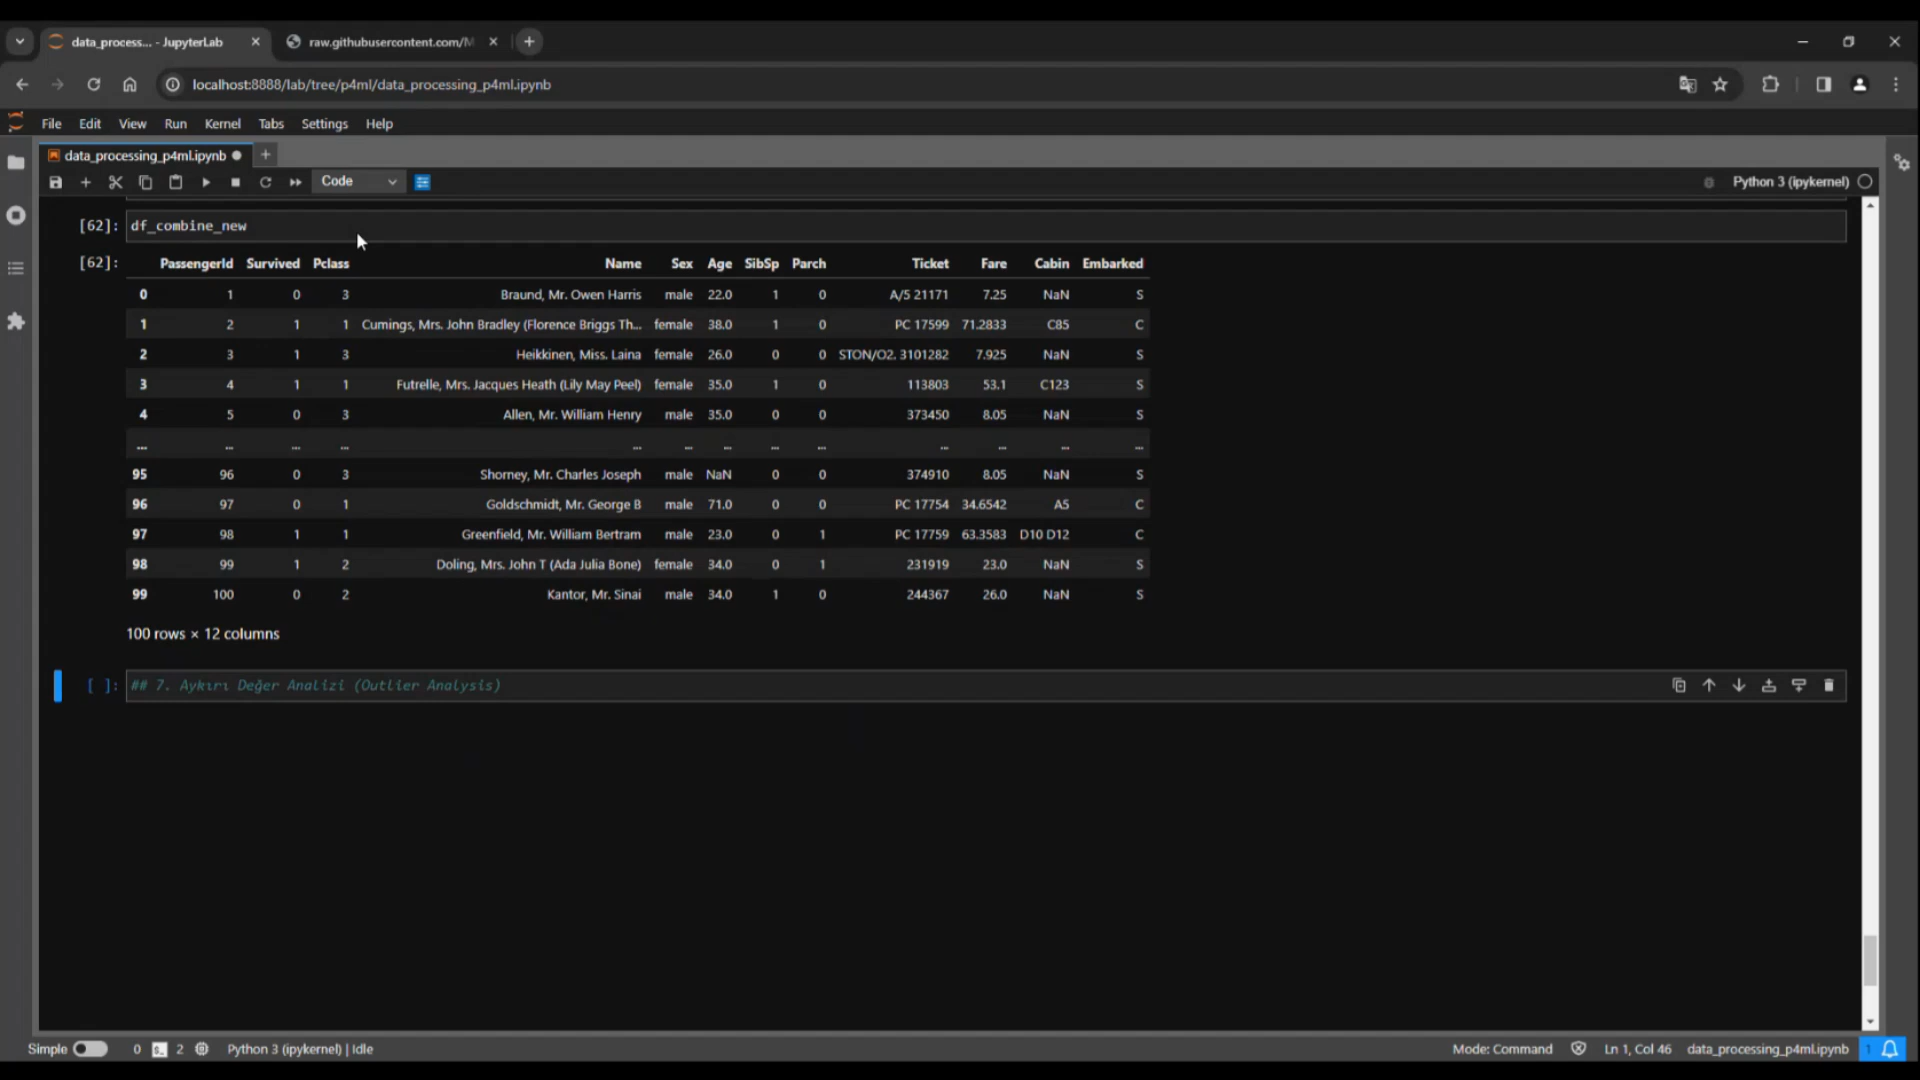 data_process... - JupyterLab
raw.githubusercontent.com/M
localhost:8888/lab/tree/p4ml/data_processing_p4ml.ipynb
File Edit View Run Kernel Tabs Settings Help
data_processing_p4ml.ipynb
Code
Python 3 (ipykernel)
[62]: df_combine_new
[62]: PassengerId Survived Pclass Name Sex Age SibSp Parch Ticket Fare Cabin Embarked
0 1 0 3 Braund, Mr. Owen Harris male 22.0 1 0 A/5 21171 7.25 NaN S
1 2 1 1 Cumings, Mrs. John Bradley (Florence Briggs Th... female 38.0 1 0 PC 17599 71.2833 C85 C
2 3 1 3 Heikkinen, Miss. Laina female 26.0 0 0 STON/O2. 3101282 7.925 NaN S
3 4 1 1 Futrelle, Mrs. Jacques Heath (Lily May Peel) female 35.0 1 0 113803 53.1 C123 S
4 5 0 3 Allen, Mr. William Henry male 35.0 0 0 373450 8.05 NaN S
... ... ... ... ... ... ... ... ... ... ... ... ...
95 96 0 3 Shorney, Mr. Charles Joseph male NaN 0 0 374910 8.05 NaN S
96 97 0 1 Goldschmidt, Mr. George B male 71.0 0 0 PC 17754 34.6542 A5 C
97 98 1 1 Greenfield, Mr. William Bertram male 23.0 0 1 PC 17759 63.3583 D10 D12 C
98 99 1 2 Doling, Mrs. John T (Ada Julia Bone) female 34.0 0 1 231919 23.0 NaN S
99 100 0 2 Kantor, Mr. Sinai male 34.0 1 0 244367 26.0 NaN S
100 rows × 12 columns
[ ]: ## 7. Aykırı Değer Analizi (Outlier Analysis)
Simple 0 2 Python 3 (ipykernel) | Idle Mode: Command Ln 1, Col 46 data_processing_p4ml.ipynb 1